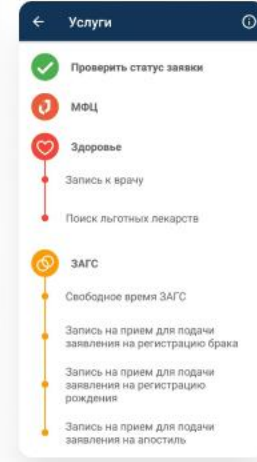 Услуги
Проверить статус заявки
МФЦ
Здоровье
Запись к врачу
Поиск льготных лекарств
ЗАГС
Свободное время ЗАГС
Запись на прием для подачи
заявления на регистрацию брака
Запись на прием для подачи
заявления на регистрацию
рождения
Запись на прием для подачи
заявления на апостиль